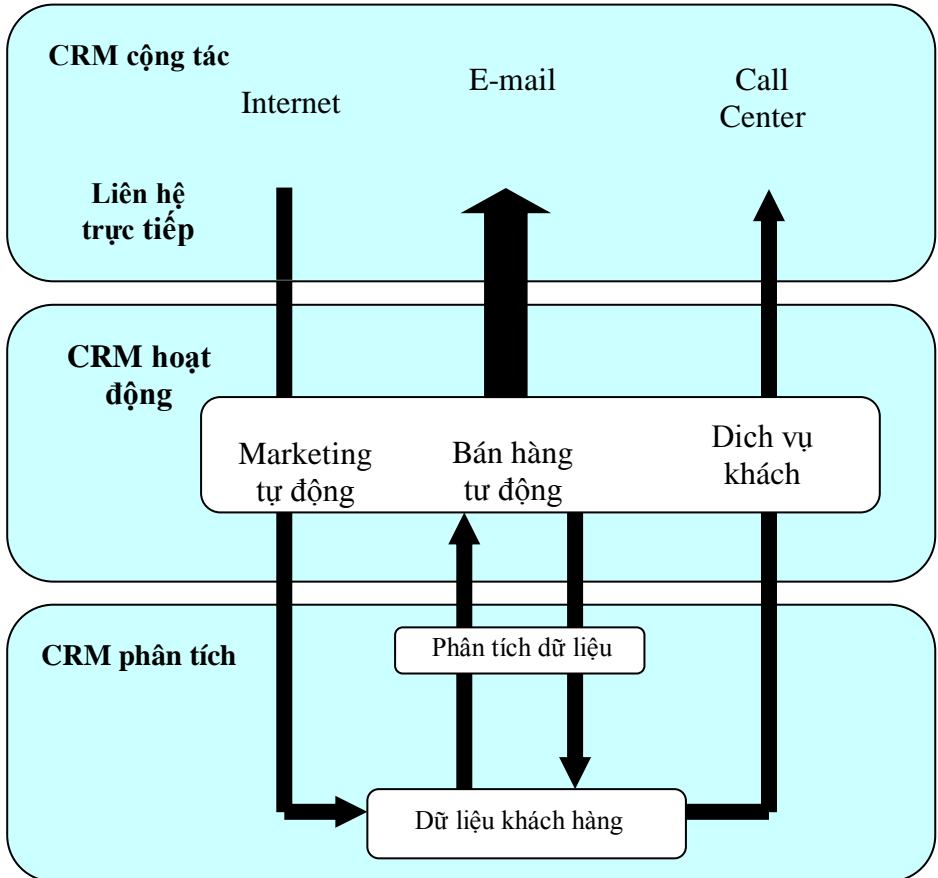 CRM cộng tác
Internet
E-mail
Call
Center
Liên hệ
trực tiếp
CRM hoạt
động
Marketing
tự động
Bán hàng
tư động
Dich vụ
khách
CRM phân tích
Phân tích dữ liệu
Dữ liệu khách hàng